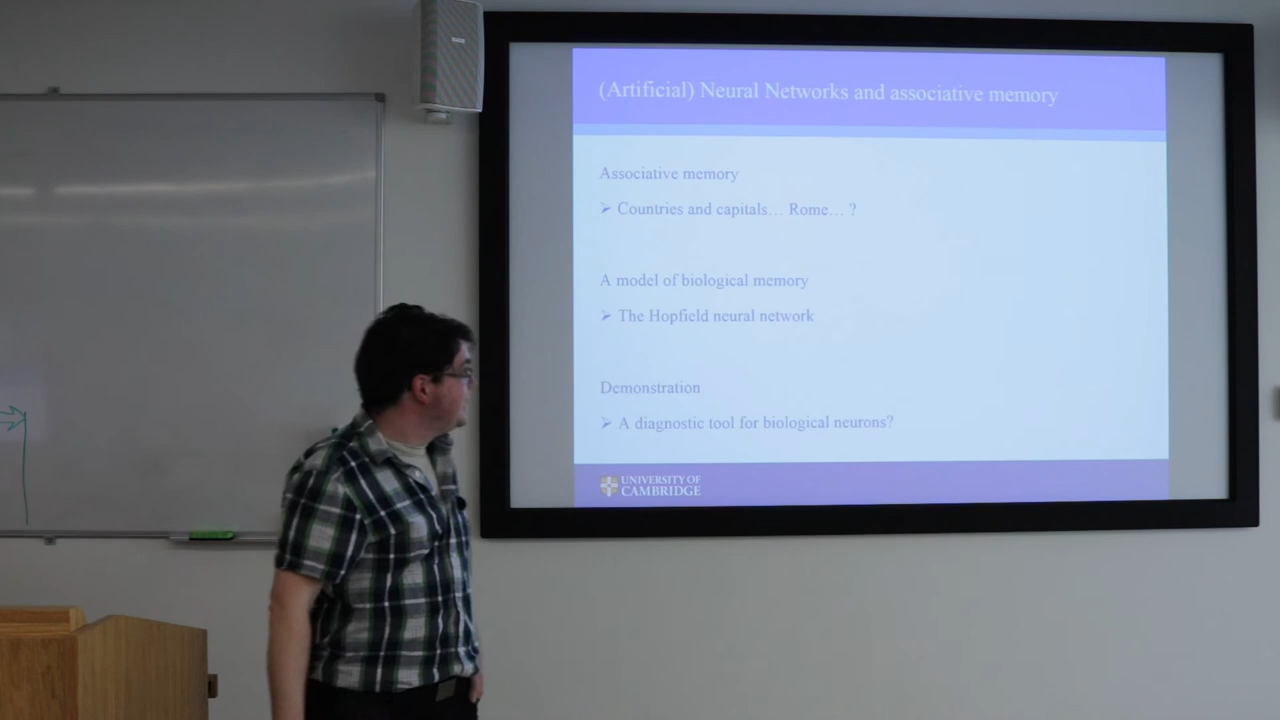 (Artificial) Neural Networks and associative memory
Associative memory
➢ Countries and capitals… Rome… ?
A model of biological memory
➢ The Hopfield neural network
Demonstration
➢ A diagnostic tool for biological neurons?
UNIVERSITY OF
CAMBRIDGE